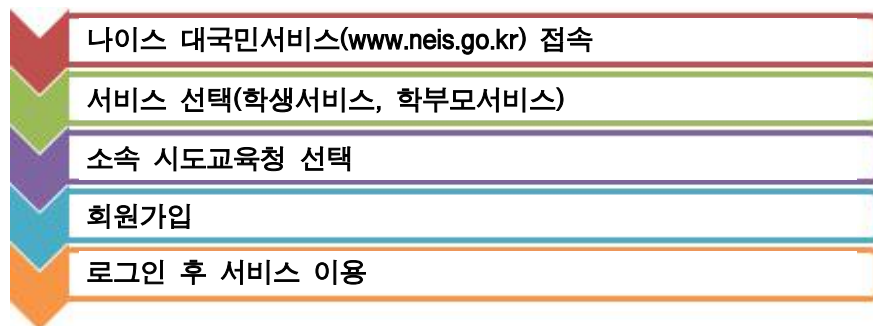 나이스 대국민서비스(www.neis.go.kr) 접속
서비스 선택(학생서비스, 학부모서비스)
소속 시도교육청 선택
회원가입
로그인 후 서비스 이용